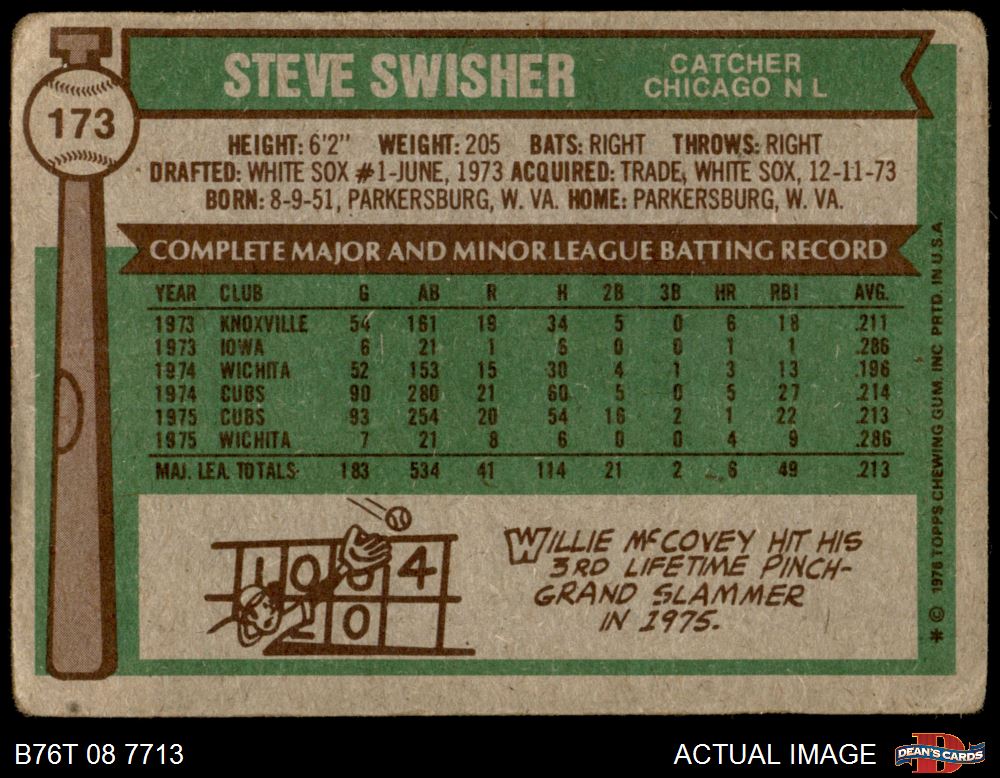 173
STEVE SWISHER
CATCHER
CHICAGO N L
HEIGHT: 6'2" WEIGHT: 205 BATS: RIGHT THROWS: RIGHT
DRAFTED: WHITE SOX #1-JUNE, 1973 ACQUIRED: TRADE, WHITE SOX, 12-11-73
BORN: 8-9-51, PARKERSBURG, W. VA. HOME: PARKERSBURG, W. VA.
COMPLETE MAJOR AND MINOR LEAGUE BATTING RECORD
YEAR CLUB G AB R H 2B 3B HR RBI AVG.
1973 KNOXVILLE 54 161 19 34 5 0 6 18 .211
1973 IOWA 6 21 1 6 0 0 1 1 .286
1974 WICHITA 52 153 15 30 4 1 3 13 .196
1974 CUBS 90 280 21 60 5 0 5 27 .214
1975 CUBS 93 254 20 54 16 2 1 22 .213
1975 WICHITA 7 21 8 6 0 0 4 9 .286
MAJ. LEA. TOTALS 183 534 41 114 21 2 6 49 .213
1 0 0 4
2 0
WILLIE McCOVEY HIT HIS
3RD LIFETIME PINCH-
GRAND SLAMMER
IN 1975.
* © 1976 TOPPS CHEWING GUM, INC PRTD. IN U.S.A
B76T 08 7713
ACTUAL IMAGE
DEAN'S CARDS